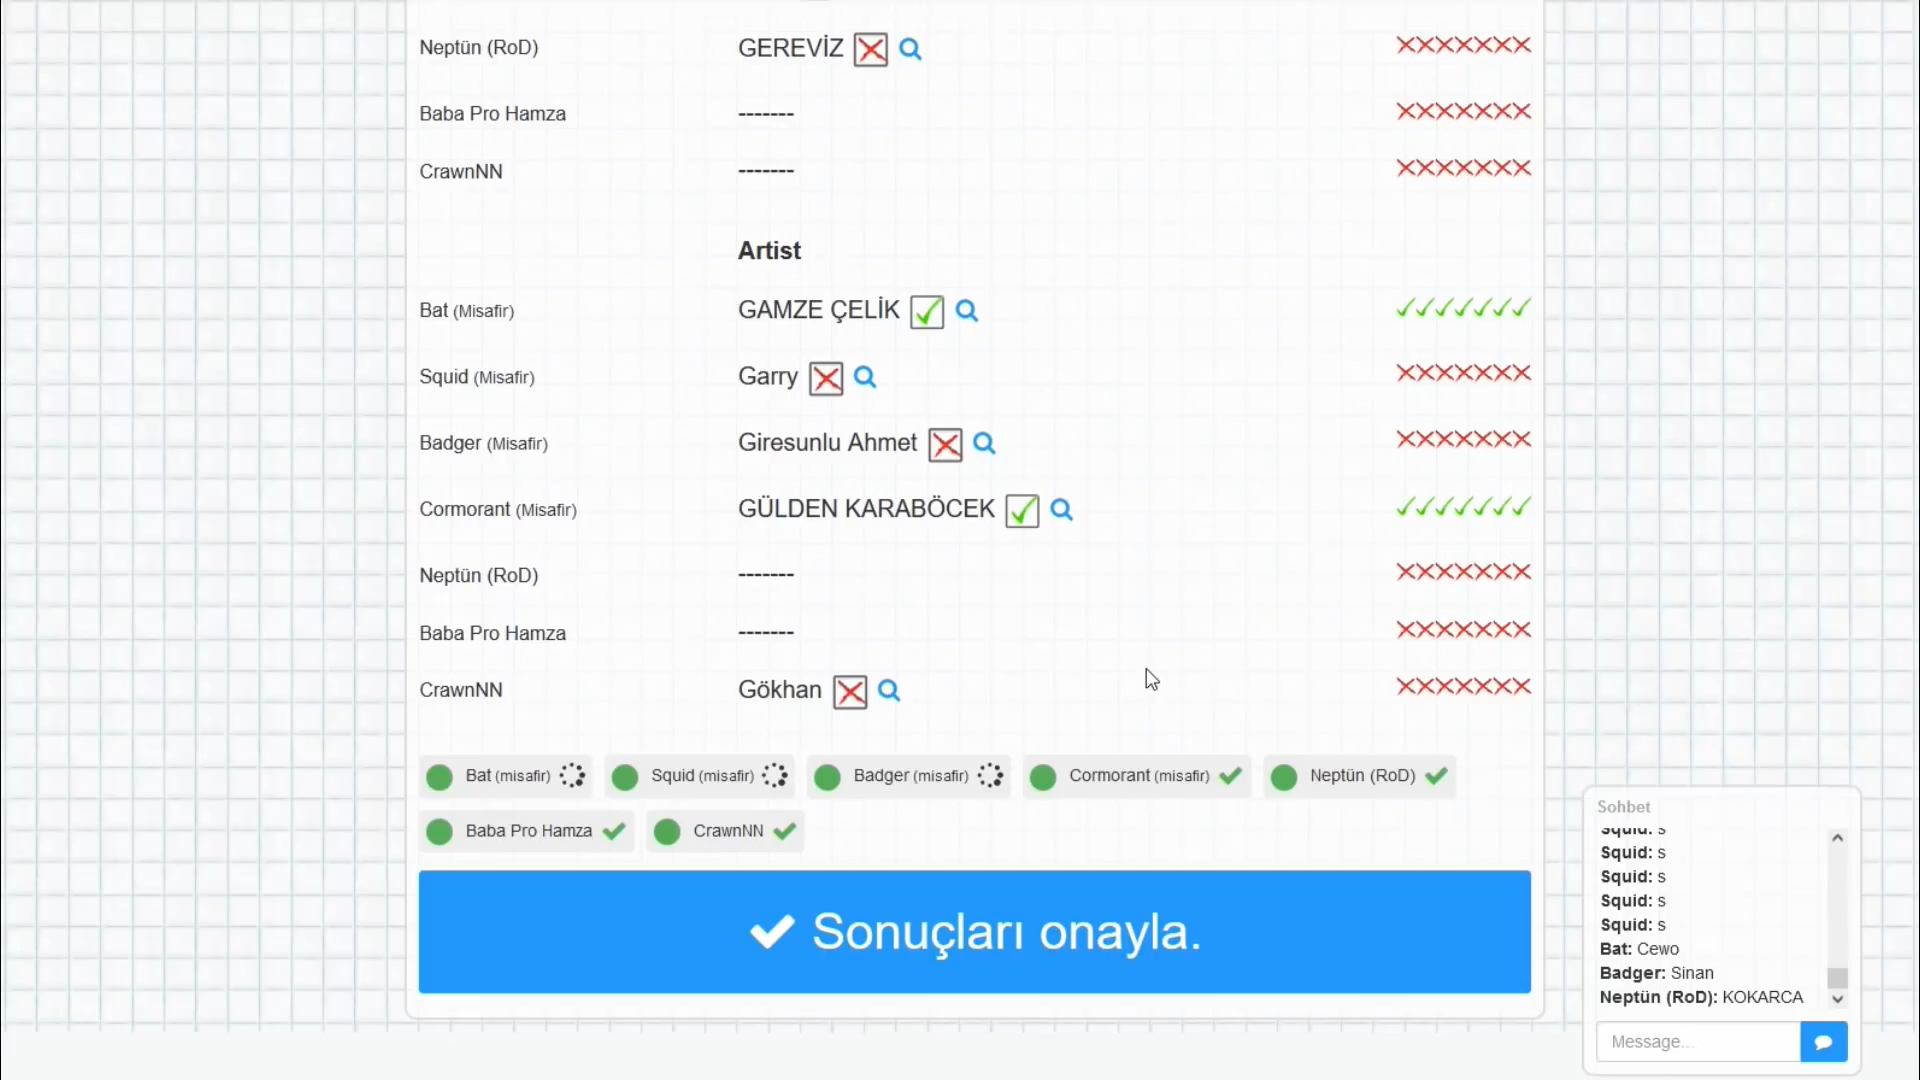 Neptün (RoD) GEREVİZ
Baba Pro Hamza -------
CrawnNN -------
Artist
Bat (Misafir) GAMZE ÇELİK
Squid (Misafir) Garry
Badger (Misafir) Giresunlu Ahmet
Cormorant (Misafir) GÜLDEN KARABÖCEK
Neptün (RoD) -------
Baba Pro Hamza -------
CrawnNN Gökhan
Bat (misafir) Squid (misafir) Badger (misafir) Cormorant (misafir) Neptün (RoD)
Baba Pro Hamza CrawnNN
Sonuçları onayla.
Sohbet
Squid: s
Squid: s
Squid: s
Squid: s
Squid: s
Bat: Cewo
Badger: Sinan
Neptün (RoD): KOKARCA
Message...